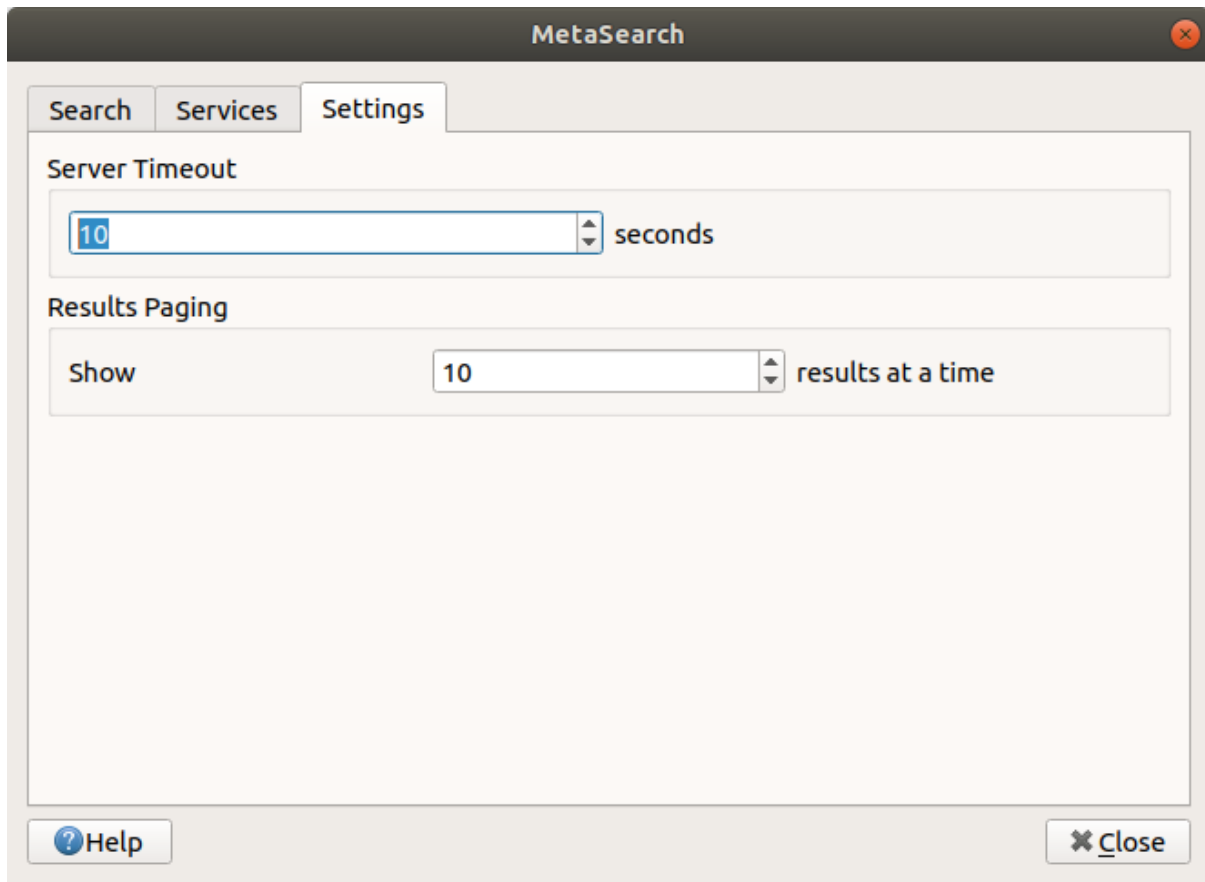 MetaSearch
Search Services Settings
Server Timeout
10 seconds
Results Paging
Show 10 results at a time
Help Close